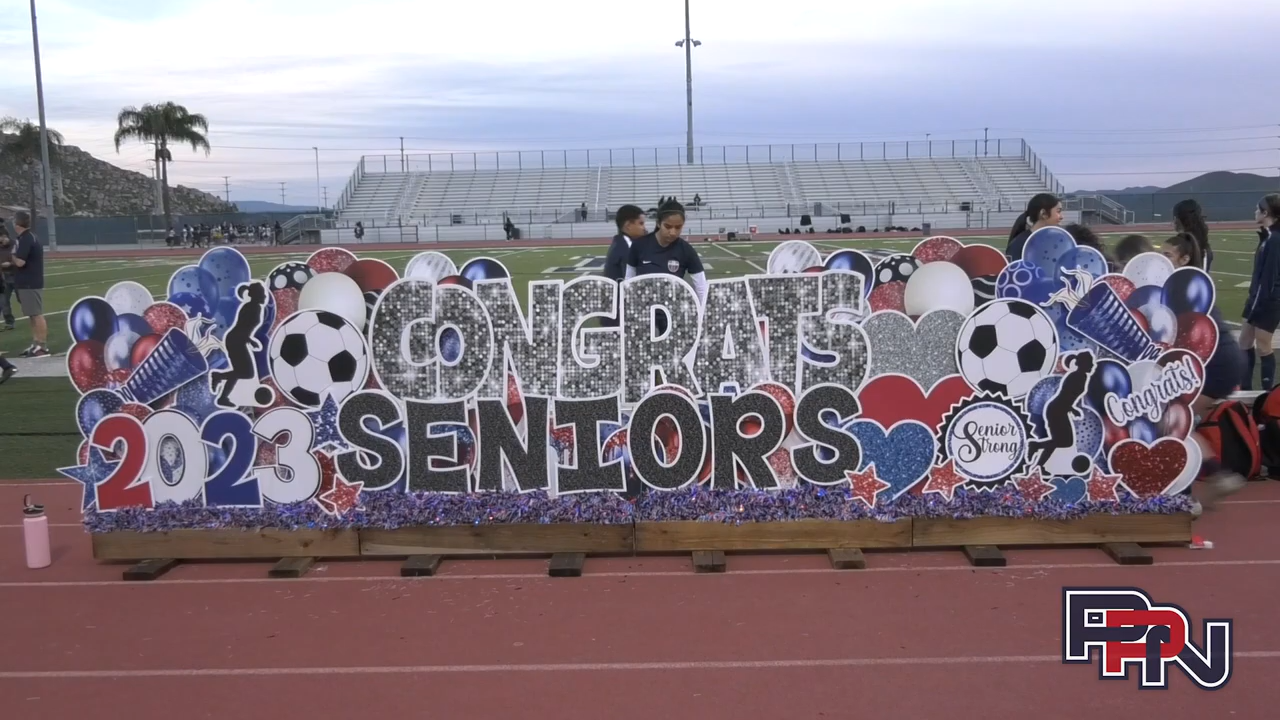 CONGRATS
SENIORS
2023
Senior
Strong
Congrats!
PPN